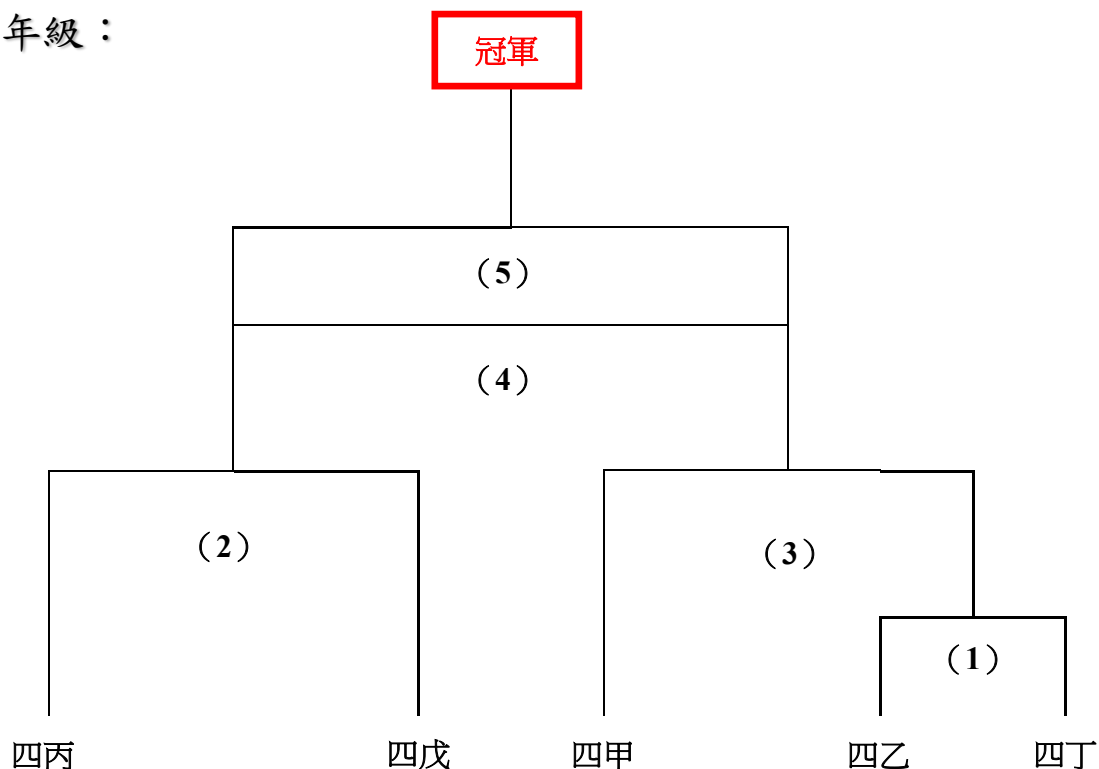 年級：
冠軍
（5）
（4）
（2）
（3）
（1）
四丙 四戊 四甲 四乙 四丁